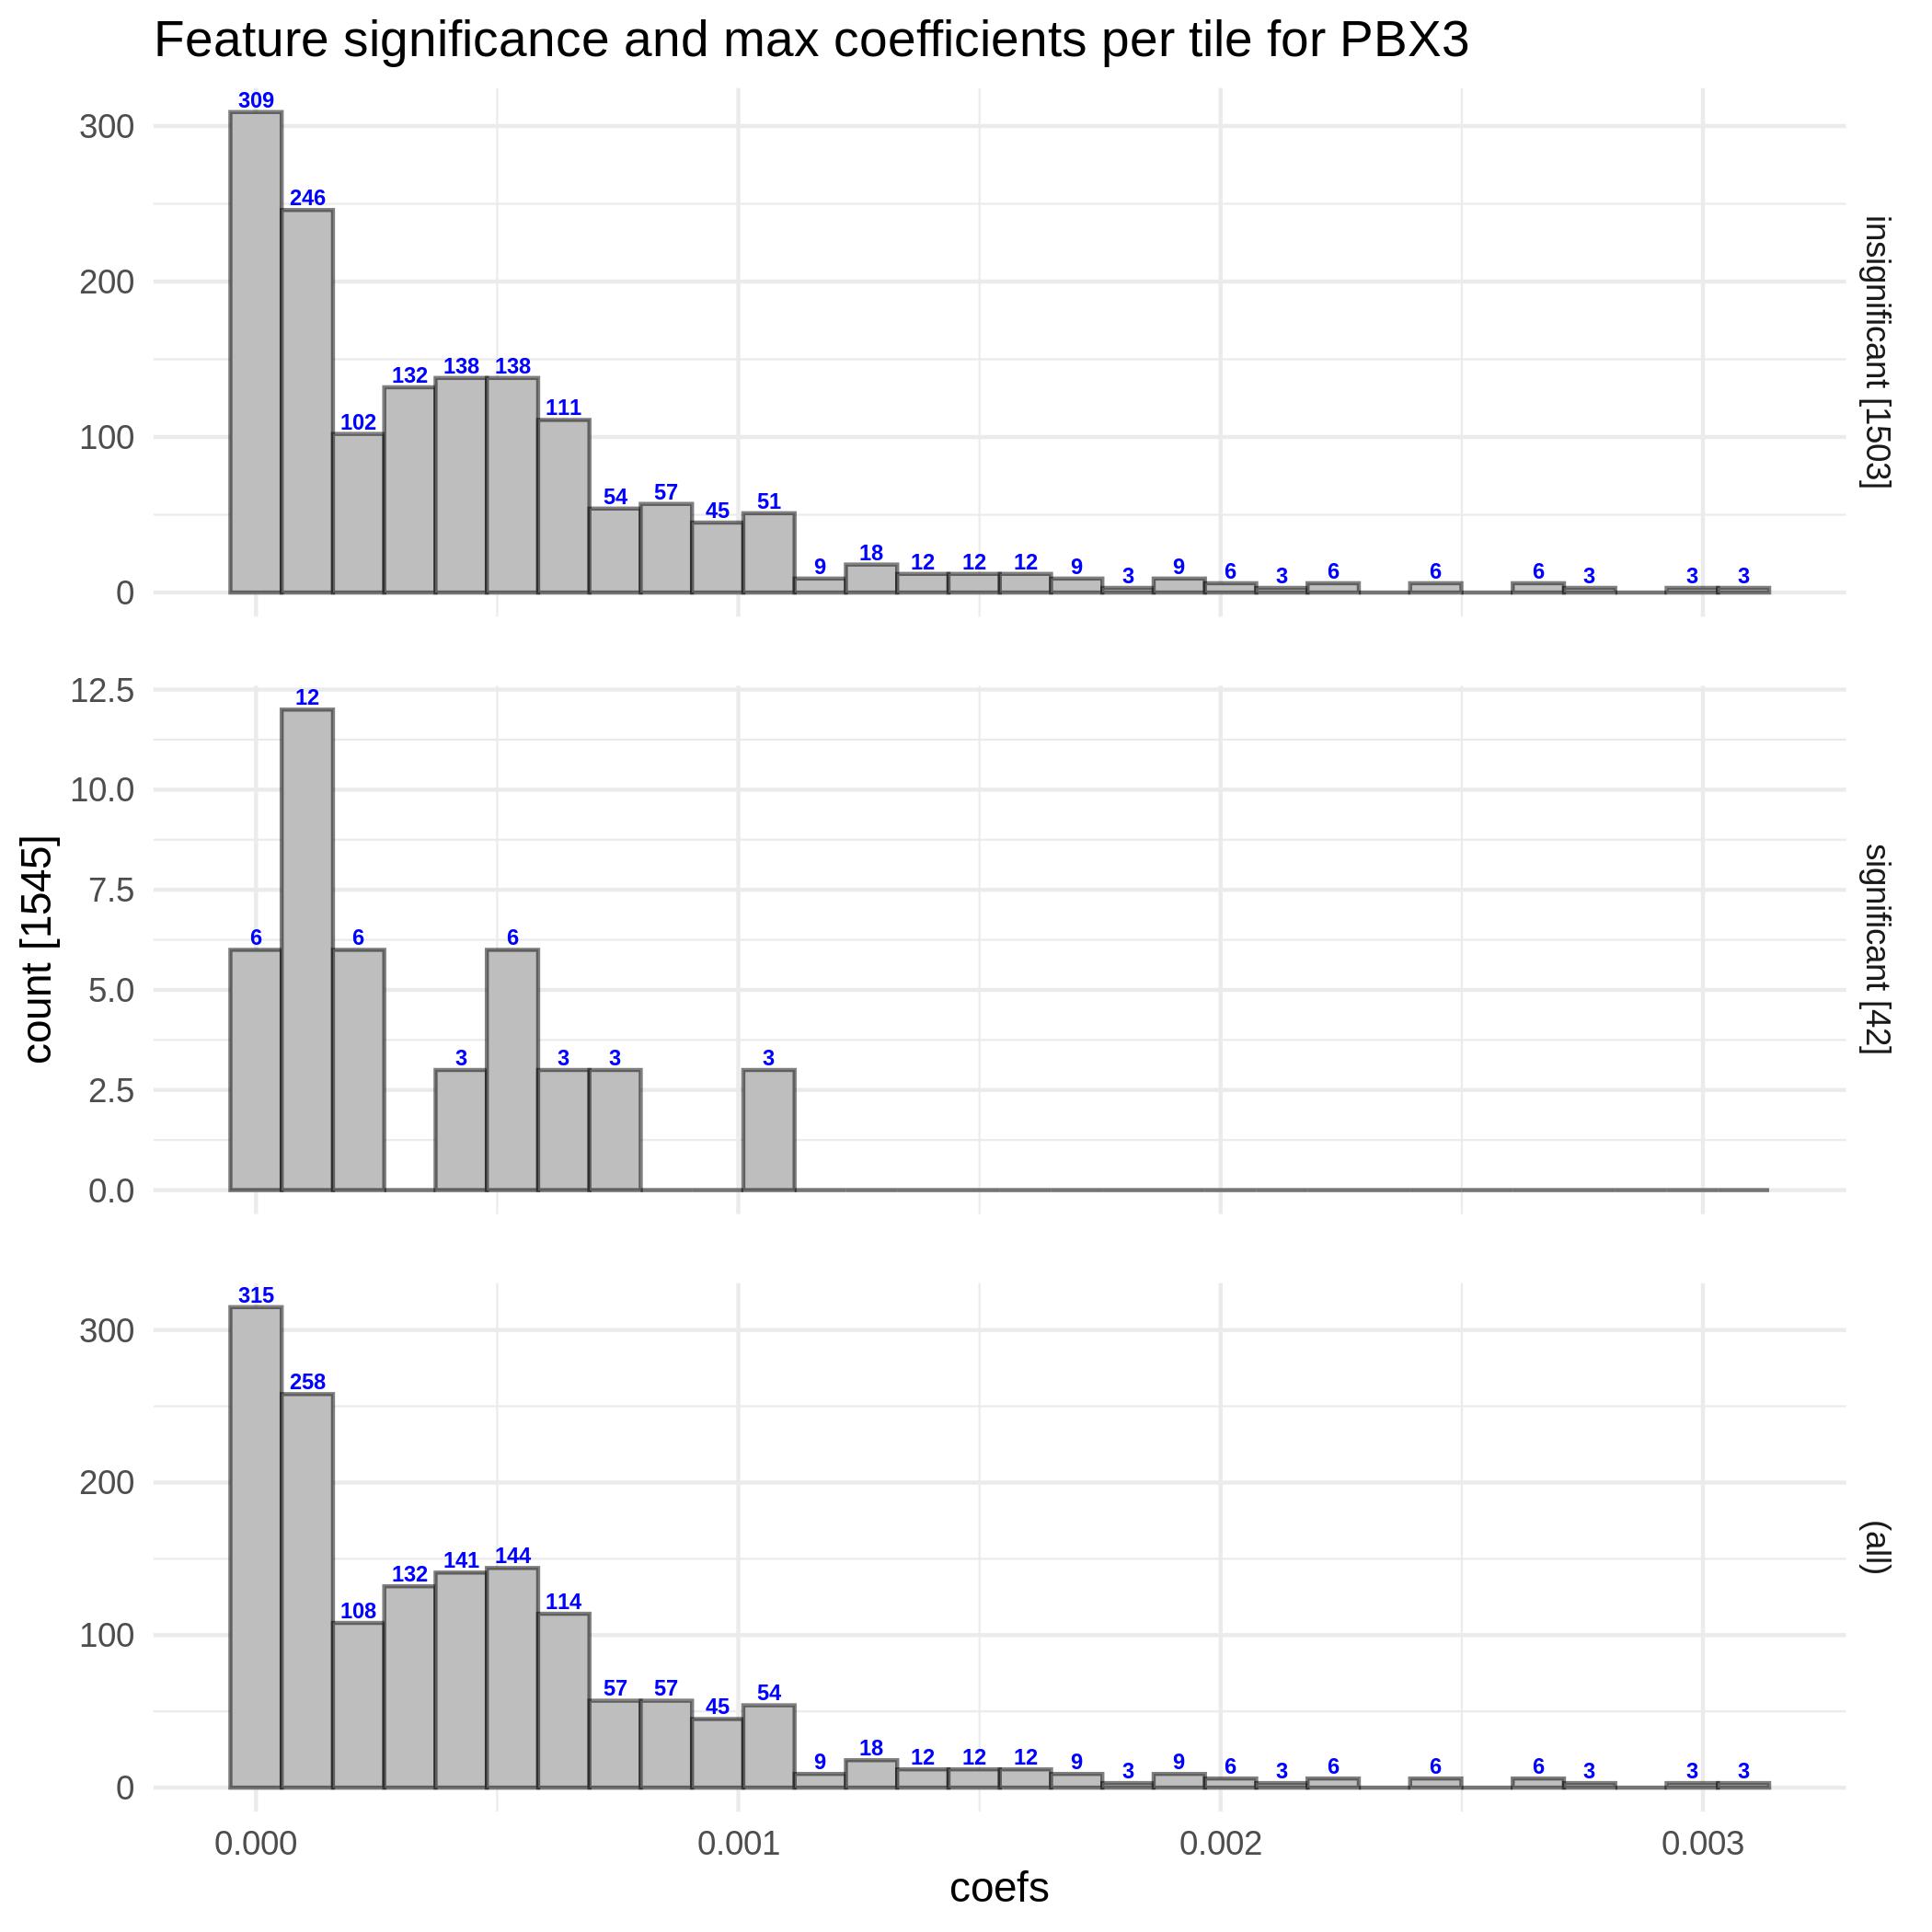 Feature significance and max coefficients per tile for PBX3
309
300
246
200
132 138 138
111
102
100
54 57 45 51
9 18 12 12 12 9 3 9 6 3 6 6 6 3 3 3
0
insignificant [1503]
12.5
12
10.0
7.5
6 6 6
5.0
3 3 3 3
2.5
0.0
significant [42]
count [1545]
315
300
258
200
132 141 144
108 114
100
57 57 45 54
9 18 12 12 12 9 3 9 6 3 6 6 6 3 3 3
0
(all)
0.000 0.001 0.002 0.003
coefs